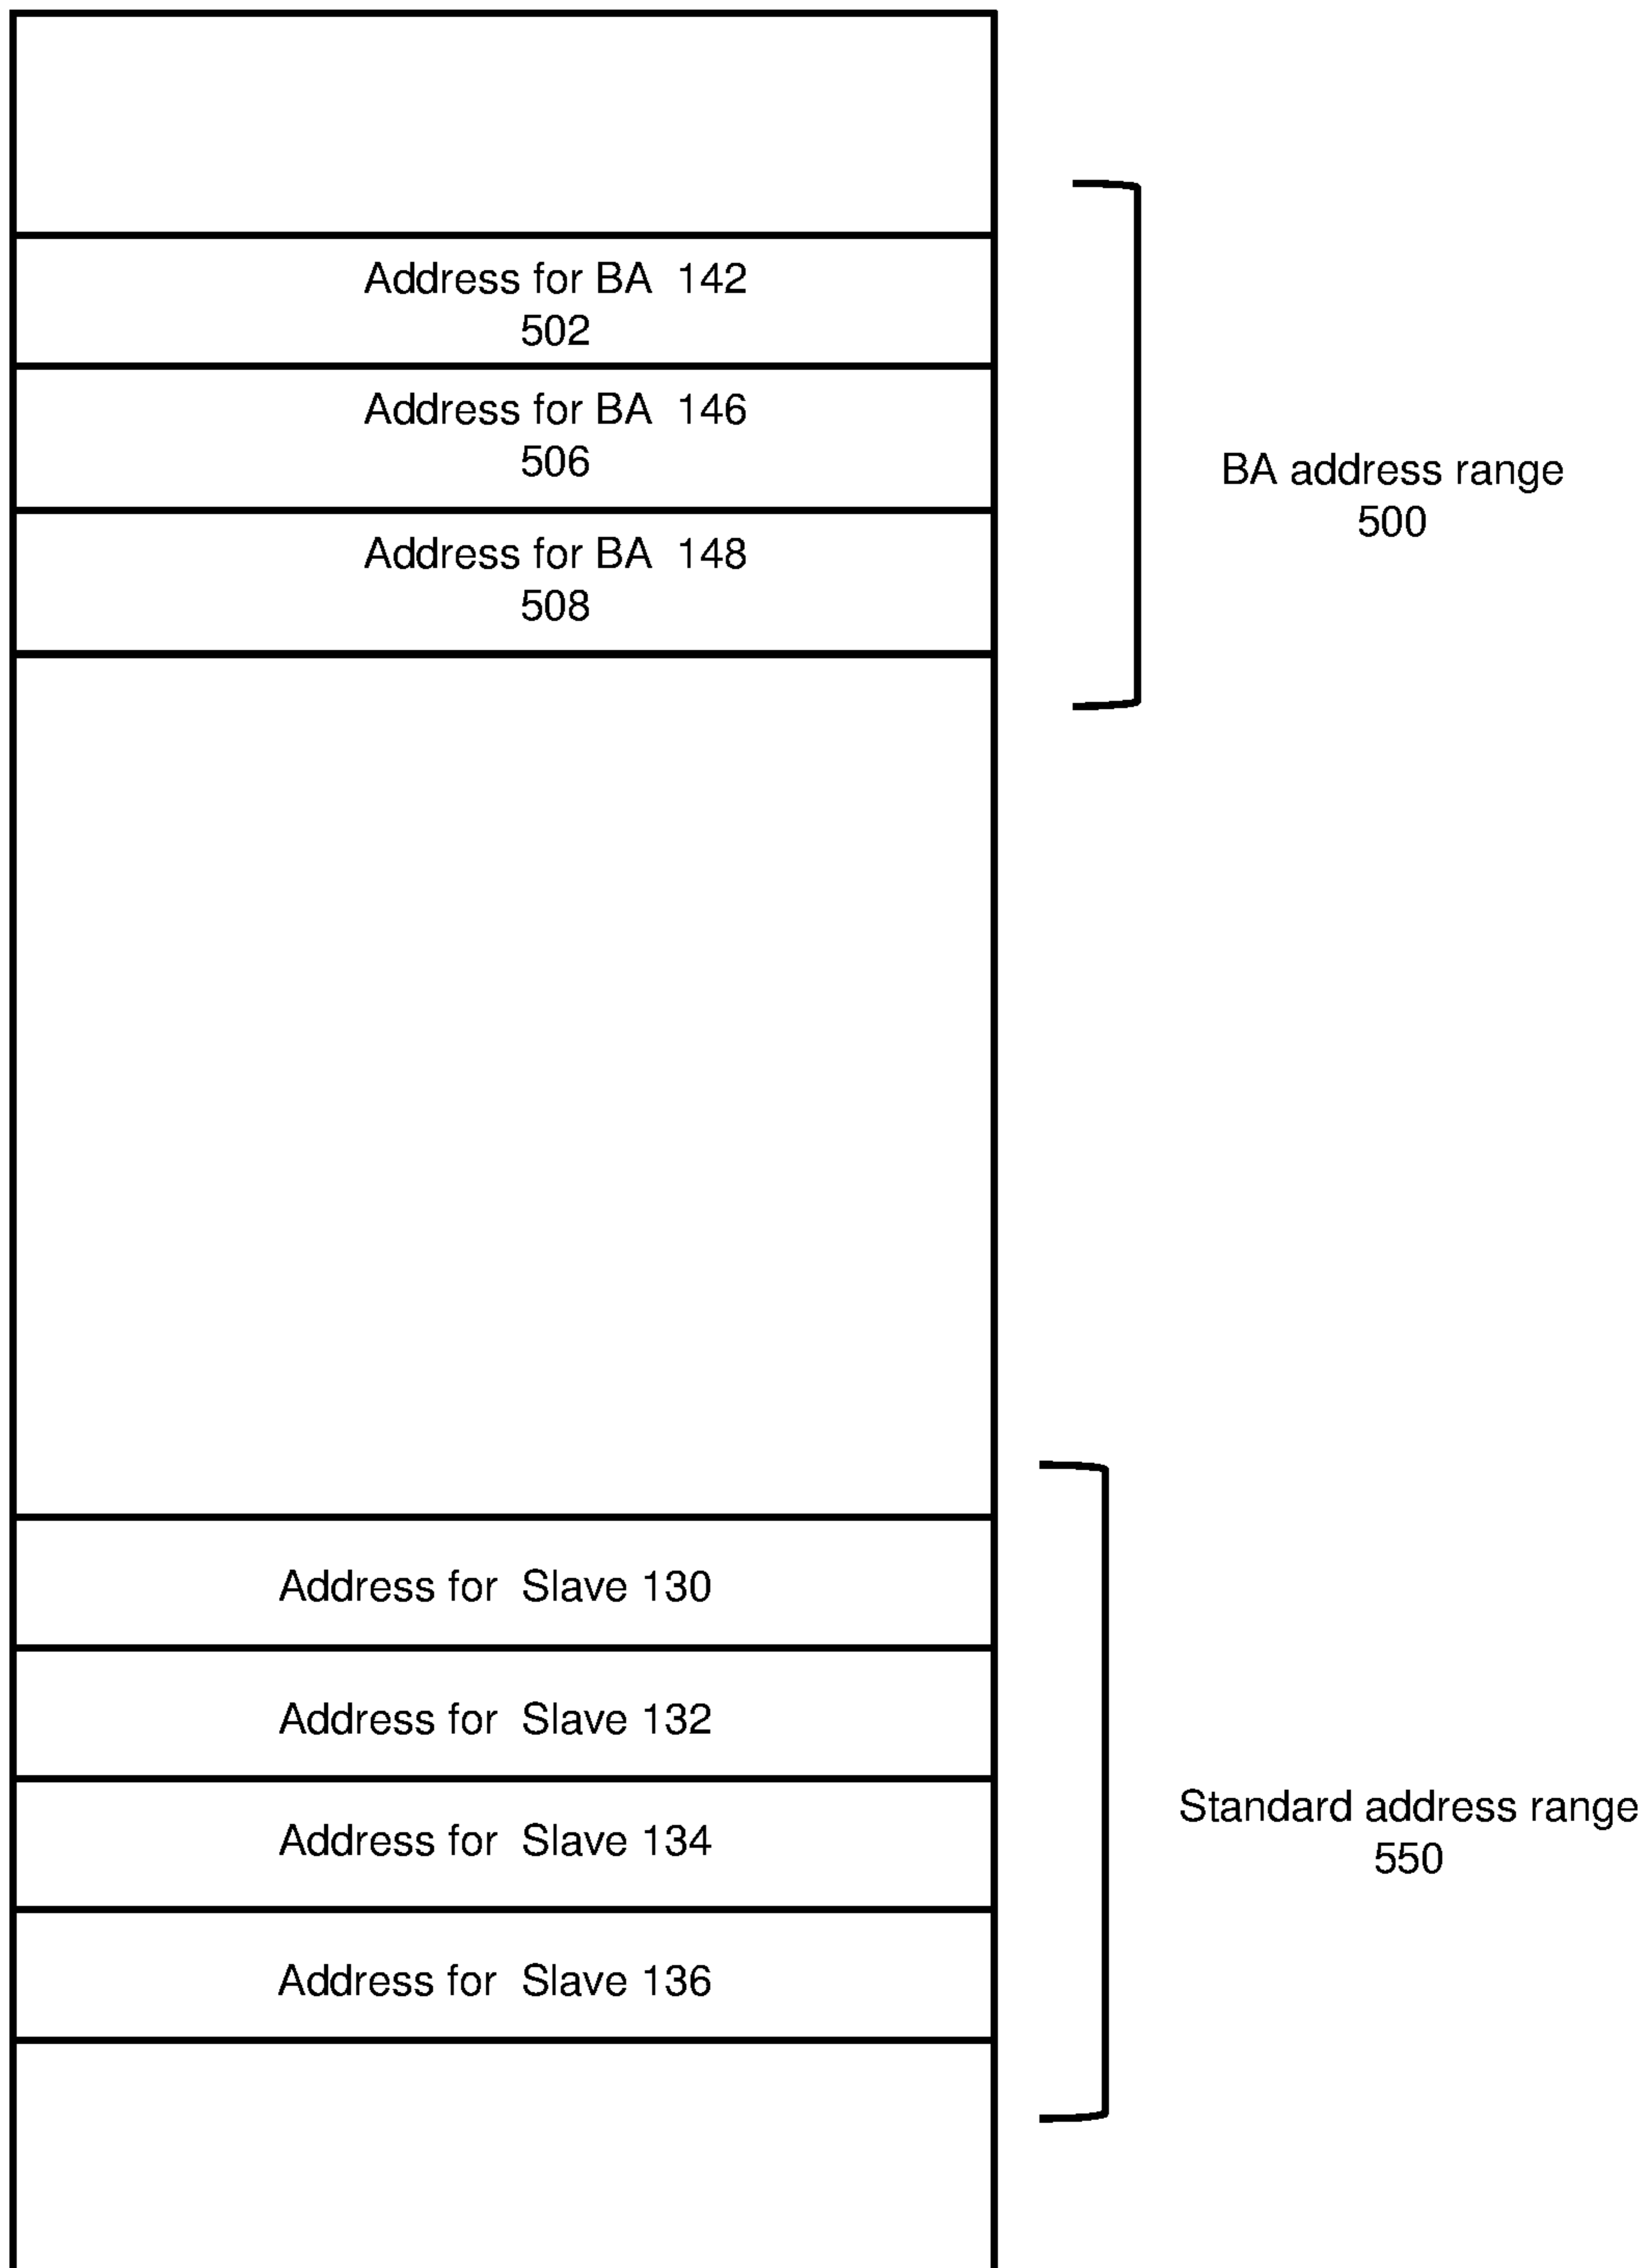 Address for BA 142
502
Address for BA 146
506
Address for BA 148
508
BA address range
500
Address for Slave 130
Address for Slave 132
Address for Slave 134
Address for Slave 136
Standard address range
550